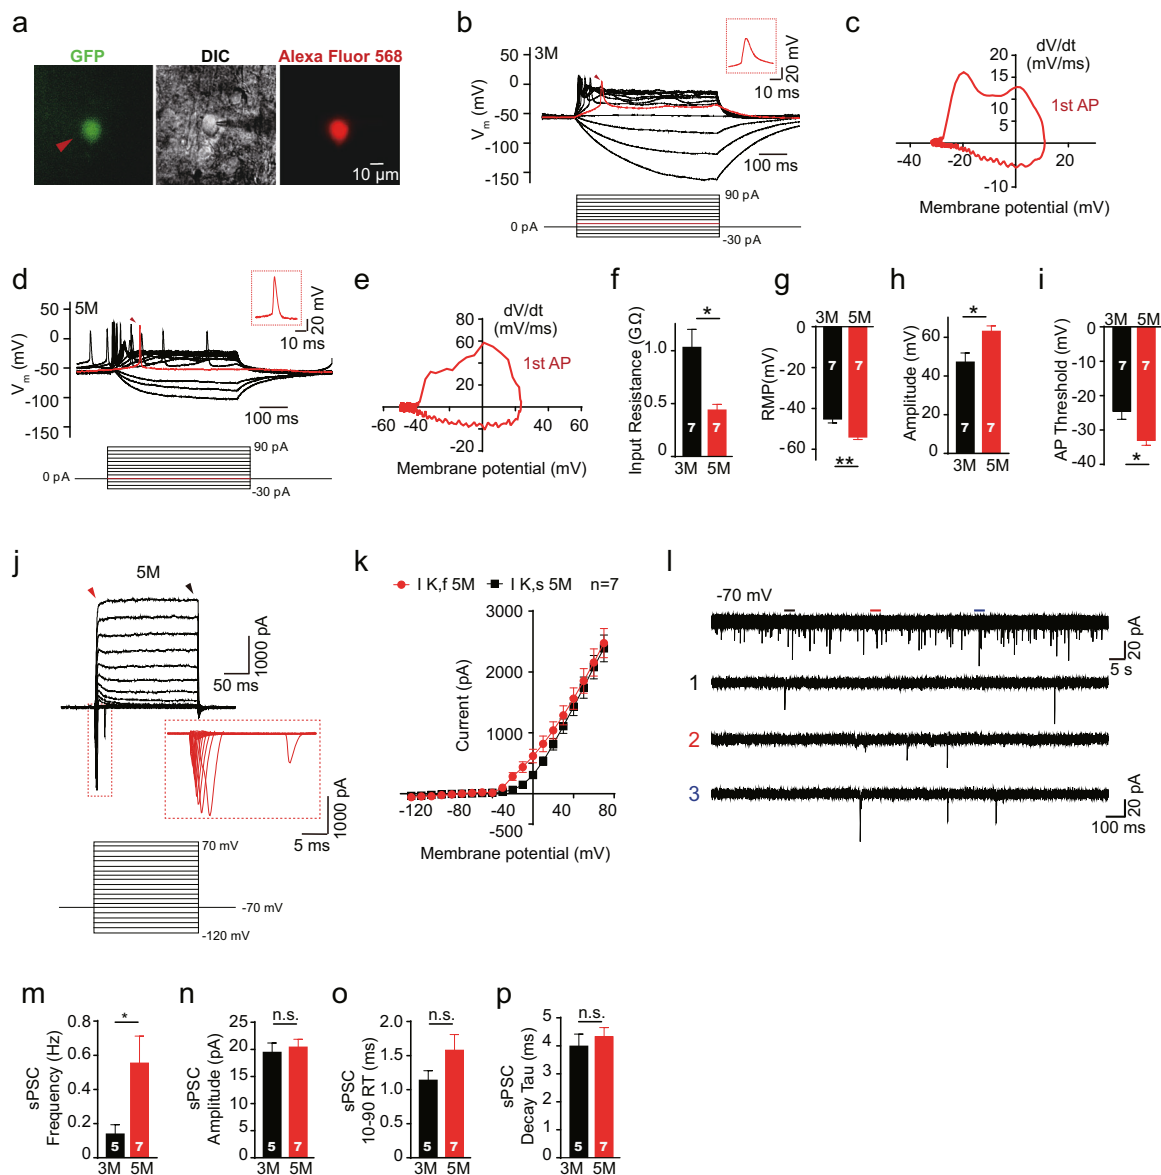 a
GFP
DIC
Alexa Fluor 568
10 µm
b
3M
50
0
-50
-100
-150
Vm (mV)
20 mV
10 ms
100 ms
90 pA
0 pA
-30 pA
c
dV/dt
(mV/ms)
20
15
10
5
-10
-40
-20
20
1st AP
Membrane potential (mV)
d
5M
50
0
-50
-100
-150
Vm (mV)
20 mV
10 ms
100 ms
90 pA
0 pA
-30 pA
e
dV/dt
(mV/ms)
80
60
40
20
-20
-60
-40
-20
20
40
60
1st AP
Membrane potential (mV)
f
Input Resistance (GΩ)
1.0
0.5
0
*
7
7
3M 5M
g
3M 5M
RMP(mV)
0
-20
-40
-60
7
7
**
h
Amplitude (mV)
60
40
20
0
*
7
7
3M 5M
i
3M 5M
AP Threshold (mV)
0
-10
-20
-30
-40
7
7
*
j
5M
1000 pA
50 ms
1000 pA
5 ms
70 mV
-70 mV
-120 mV
k
I K,f 5M
I K,s 5M
n=7
3000
2000
1000
-500
Current (pA)
-120
-80
-40
40
80
Membrane potential (mV)
l
-70 mV
20 pA
5 s
1
2
3
20 pA
100 ms
m
sPSC
Frequency (Hz)
0.8
0.6
0.4
0.2
0
*
5
7
3M 5M
n
sPSC
Amplitude (pA)
25
20
15
10
5
0
n.s.
5
7
3M 5M
o
sPSC
10-90 RT (ms)
2.0
1.5
1.0
0.5
0
n.s.
5
7
3M 5M
p
sPSC
Decay Tau (ms)
5
4
3
2
1
0
n.s.
5
7
3M 5M